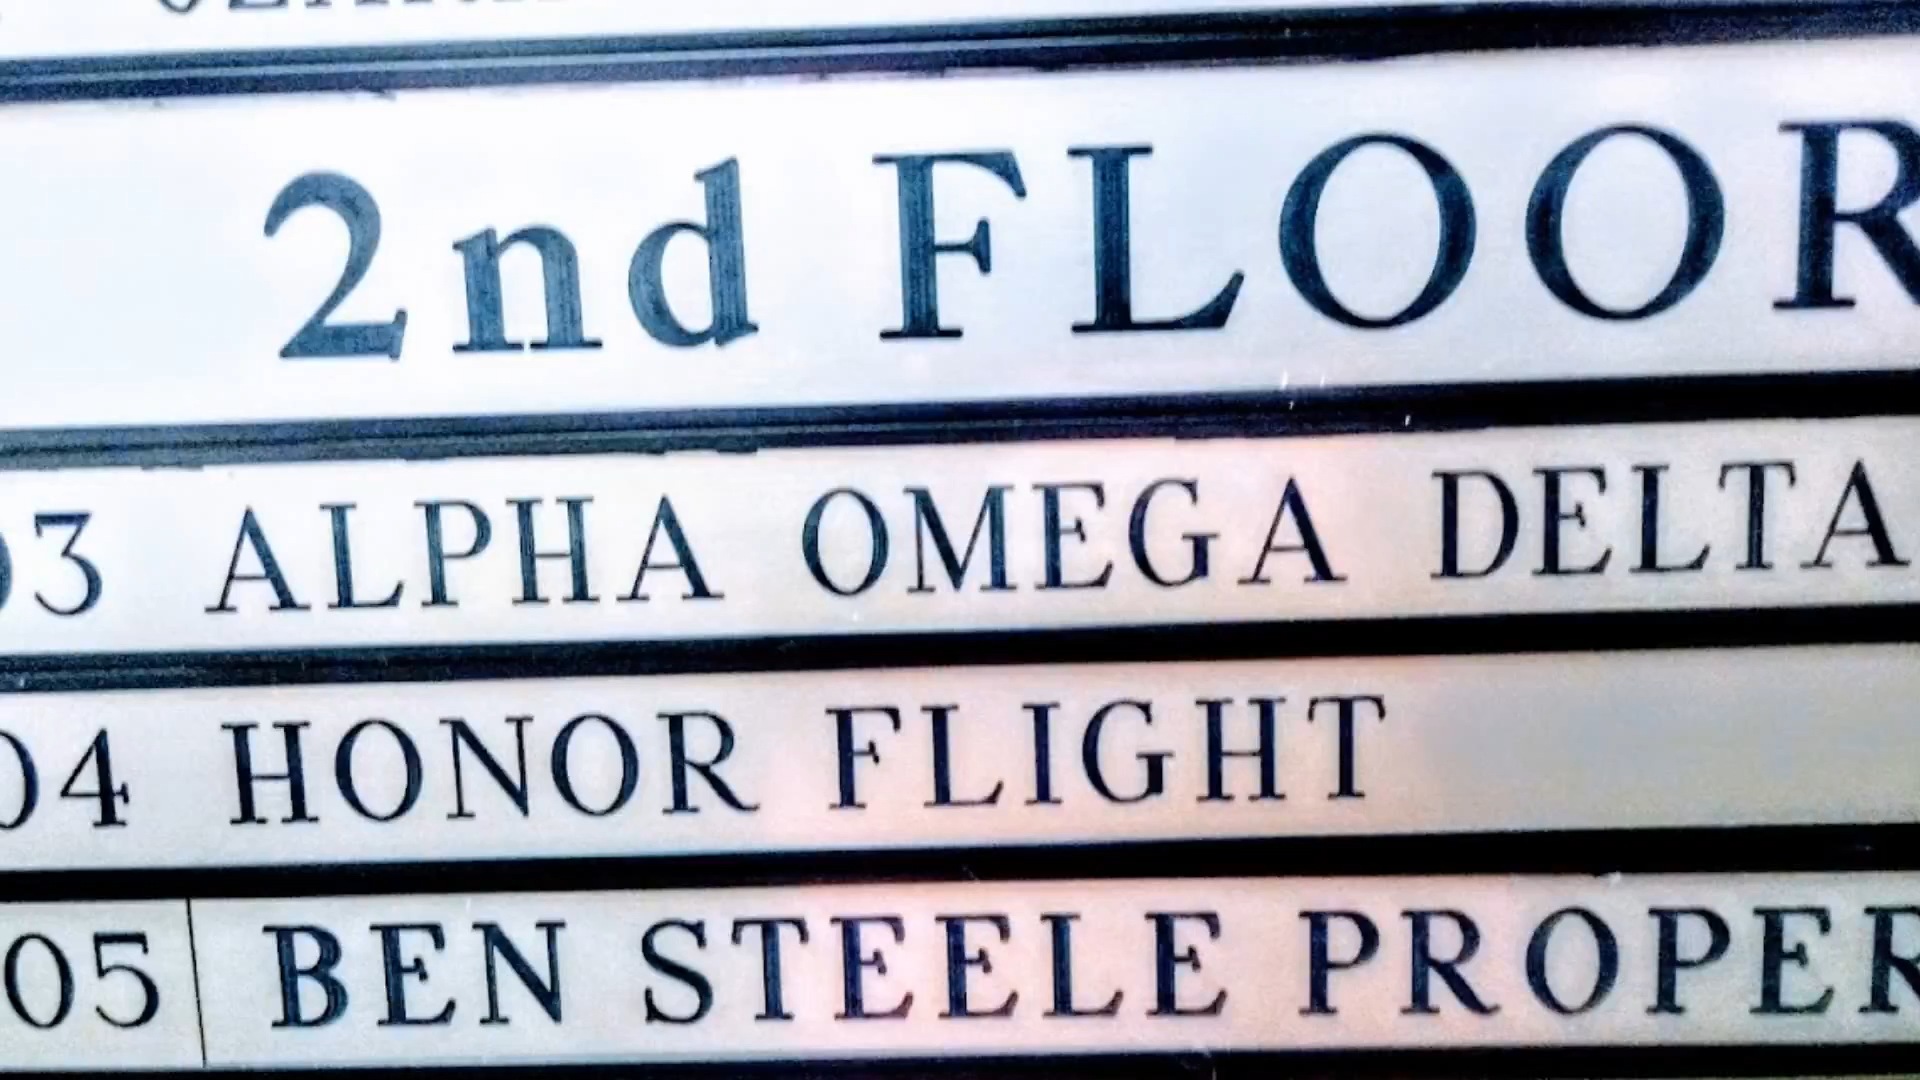 2nd FLOOR
03 ALPHA OMEGA DELTA
04 HONOR FLIGHT
05 BEN STEELE PROPER